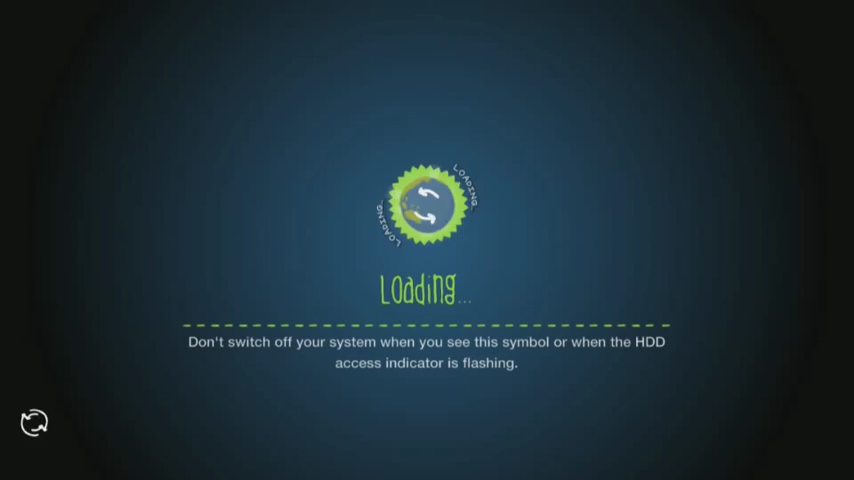 LOADING...
LOADING...
Loading...
Don't switch off your system when you see this symbol or when the HDD
access indicator is flashing.